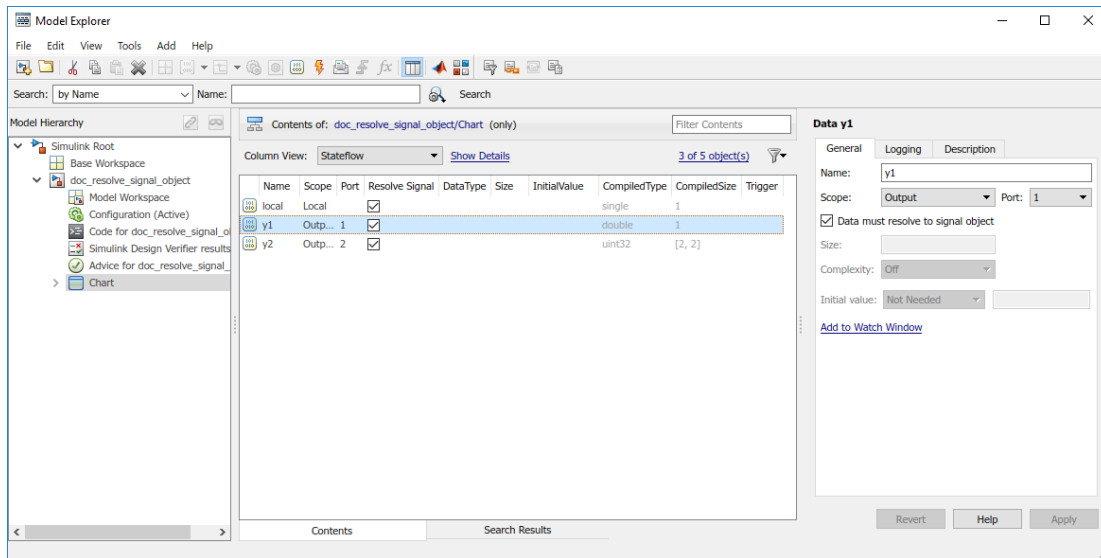 Model Explorer
File Edit View Tools Add Help
fx
Search: by Name Name: Search
Model Hierarchy
Simulink Root
Base Workspace
doc_resolve_signal_object
Model Workspace
Configuration (Active)
Code for doc_resolve_signal_ol
Simulink Design Verifier results
Advice for doc_resolve_signal_
Chart
Contents of: doc_resolve_signal_object/Chart (only) Filter Contents
Column View: Stateflow Show Details 3 of 5 object(s)
Name Scope Port Resolve Signal DataType Size InitialValue CompiledType CompiledSize Trigger
local Local single 1
y1 Outp... 1 double 1
y2 Outp... 2 uint32 [2, 2]
Contents Search Results
Data y1
General Logging Description
Name: y1
Scope: Output Port: 1
Data must resolve to signal object
Size:
Complexity: Off
Initial value: Not Needed
Add to Watch Window
Revert Help Apply